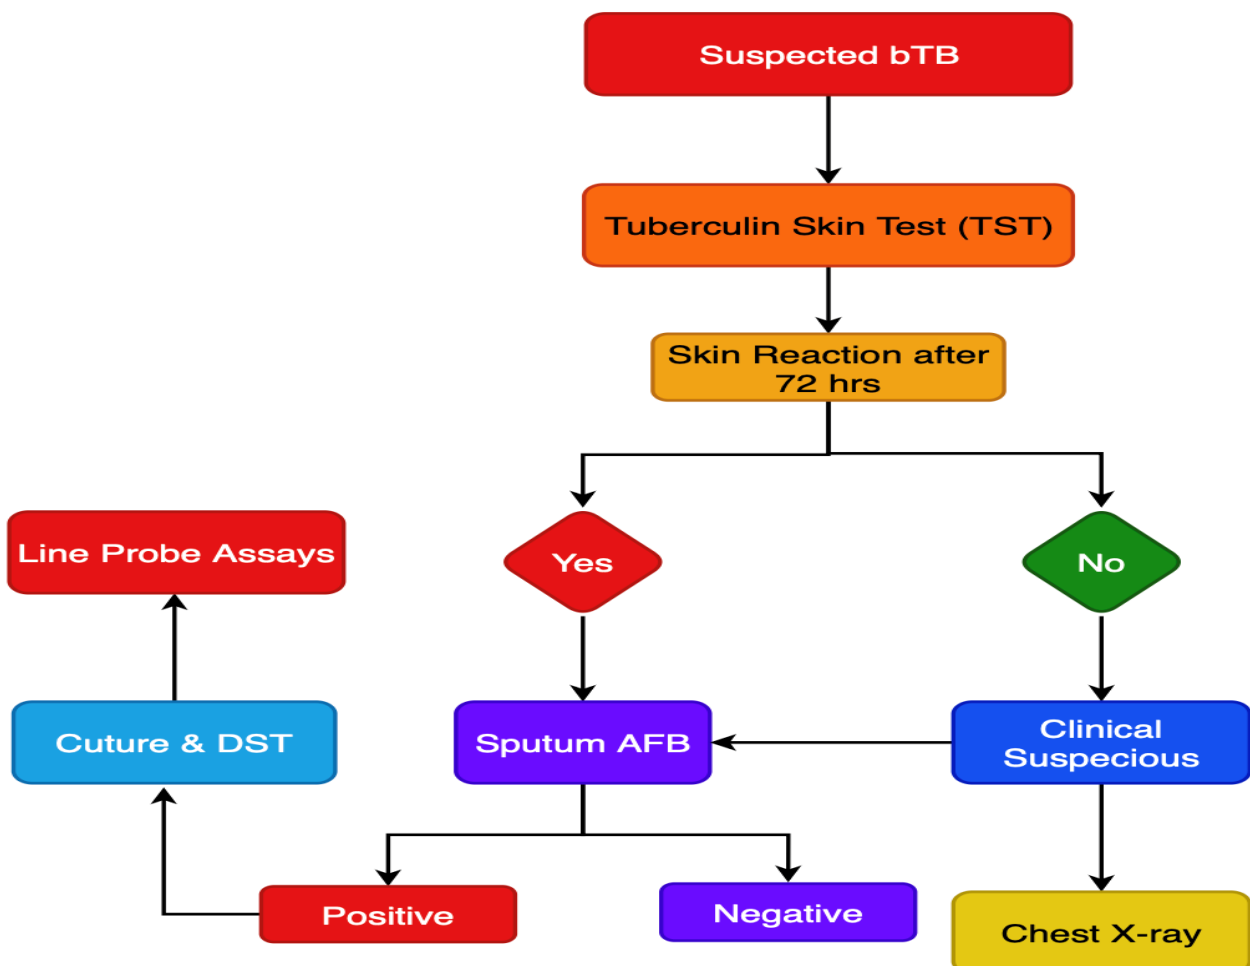 Suspected bTB
Tuberculin Skin Test (TST)
Skin Reaction after
72 hrs
Yes
No
Line Probe Assays
Cuture & DST
Sputum AFB
Clinical
Suspecious
Positive
Negative
Chest X-ray